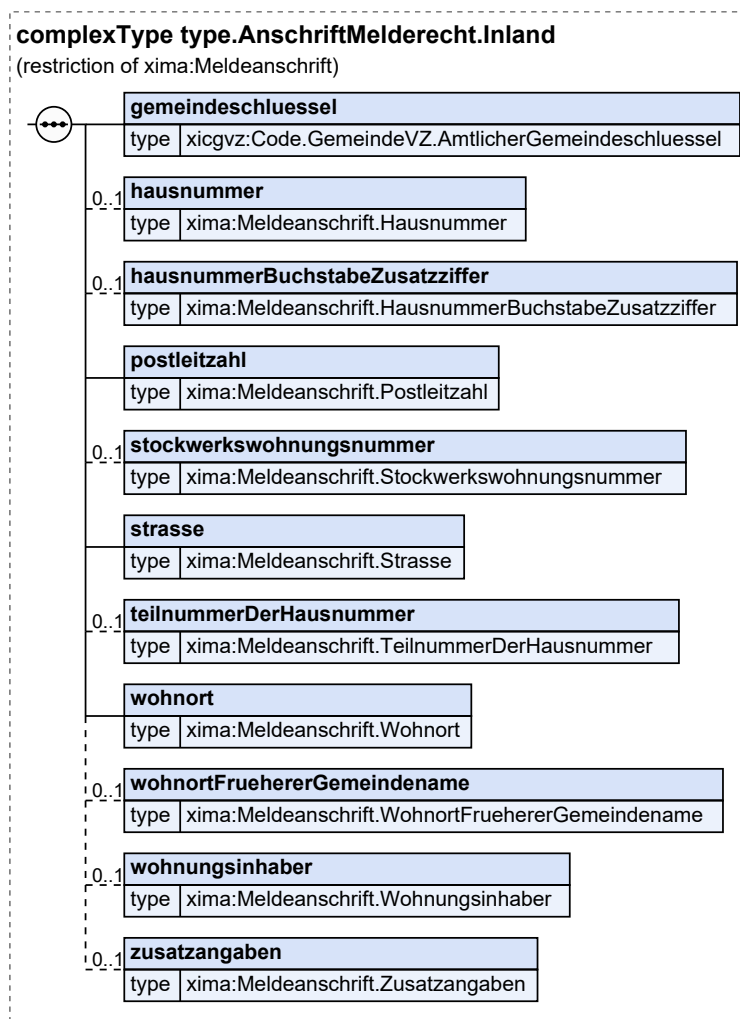 complexType type.AnschriftMelderecht.Inland
(restriction of xima:Meldeanschrift)
gemeindeschluessel
type xicgvz:Code.GemeindeVZ.AmtlicherGemeindeschluessel
0..1 hausnummer
type xima:Meldeanschrift.Hausnummer
0..1 hausnummerBuchstabeZusatzziffer
type xima:Meldeanschrift.HausnummerBuchstabeZusatzziffer
postleitzahl
type xima:Meldeanschrift.Postleitzahl
0..1 stockwerkswohnungsnummer
type xima:Meldeanschrift.Stockwerkswohnungsnummer
strasse
type xima:Meldeanschrift.Strasse
0..1 teilnummerDerHausnummer
type xima:Meldeanschrift.TeilnummerDerHausnummer
wohnort
type xima:Meldeanschrift.Wohnort
0..1 wohnortFruehererGemeindename
type xima:Meldeanschrift.WohnortFruehererGemeindename
0..1 wohnungsinhaber
type xima:Meldeanschrift.Wohnungsinhaber
0..1 zusatzangaben
type xima:Meldeanschrift.Zusatzangaben